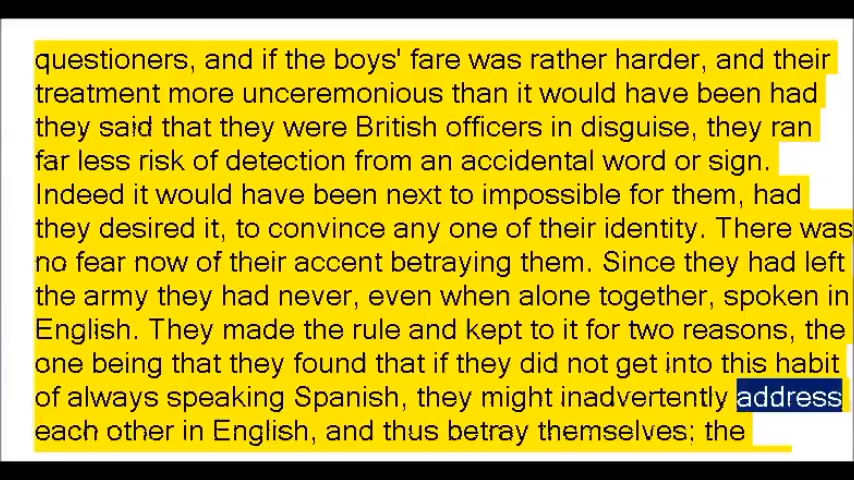 questioners, and if the boys' fare was rather harder, and their
treatment more unceremonious than it would have been had
they said that they were British officers in disguise, they ran
far less risk of detection from an accidental word or sign.
Indeed it would have been next to impossible for them, had
they desired it, to convince any one of their identity. There was
no fear now of their accent betraying them. Since they had left
the army they had never, even when alone together, spoken in
English. They made the rule and kept to it for two reasons, the
one being that they found that if they did not get into this habit
of always speaking Spanish, they might inadvertently address
each other in English, and thus betray themselves; the